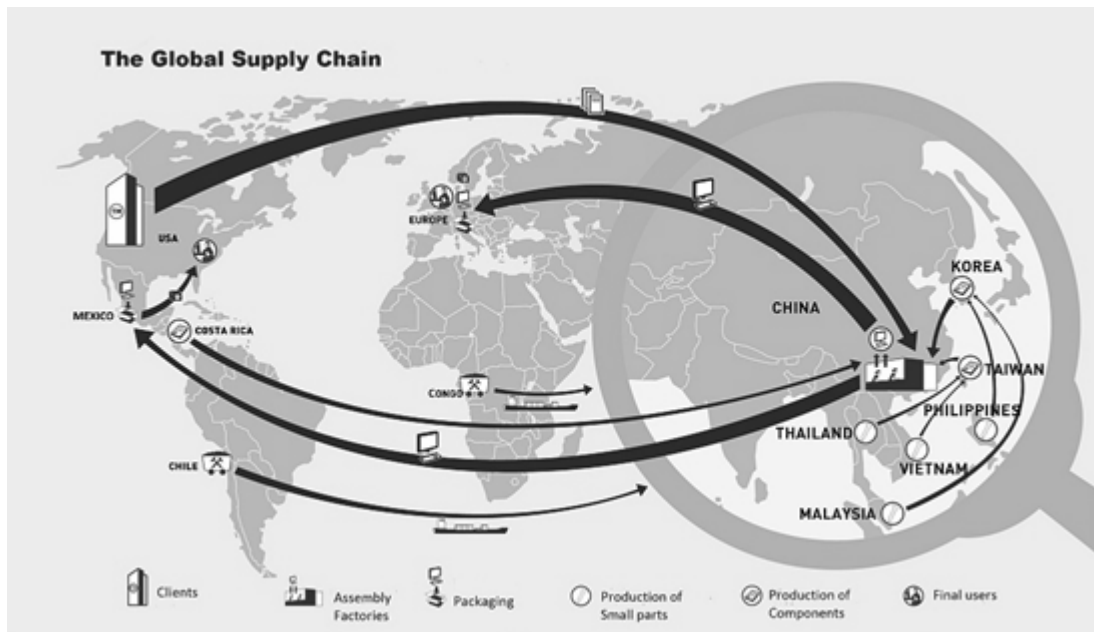 The Global Supply Chain
USA
EUROPE
MEXICO
COSTA RICA
CONGO
CHILE
CHINA
KOREA
TAIWAN
PHILIPPINES
THAILAND
VIETNAM
MALAYSIA
Clients
Assembly
Factories
Packaging
Production of
Small parts
Production of
Components
Final users